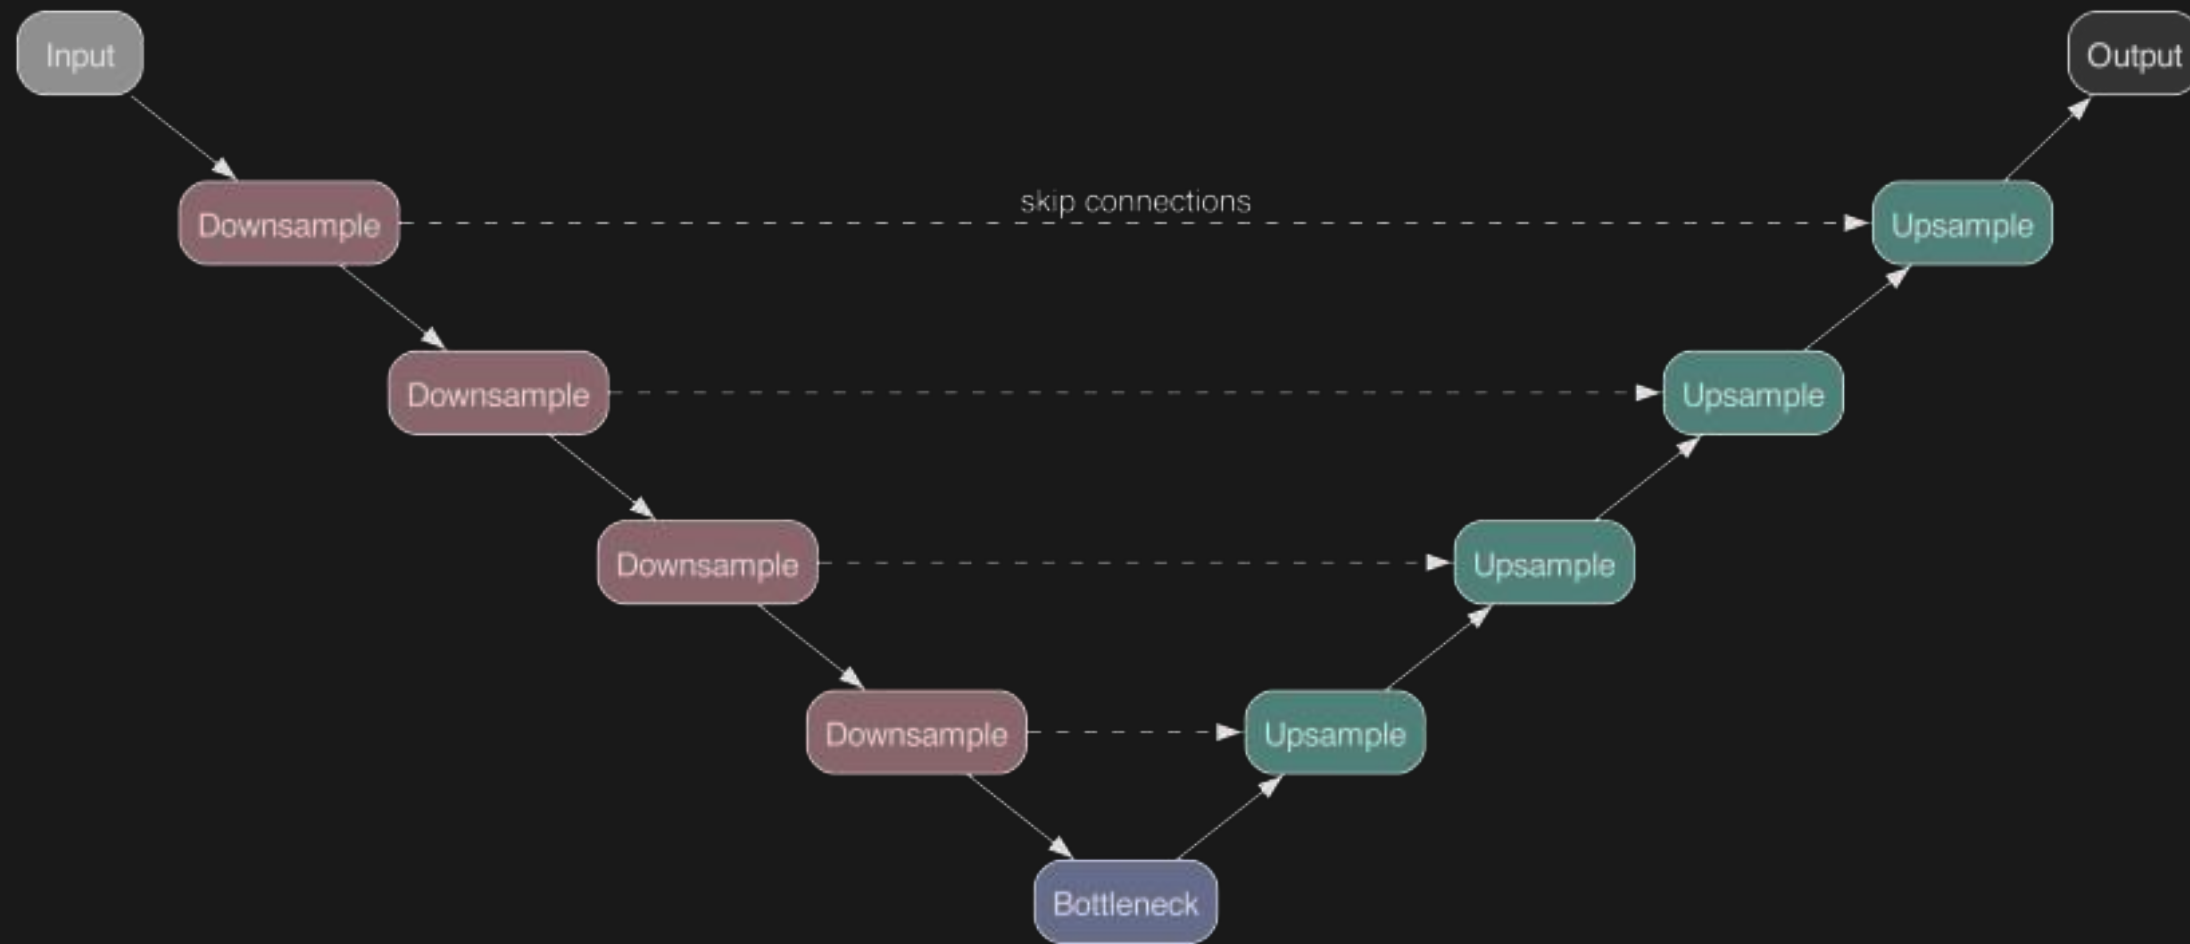 Input
Output
skip connections
Downsample
Upsample
Downsample
Upsample
Downsample
Upsample
Downsample
Upsample
Bottleneck